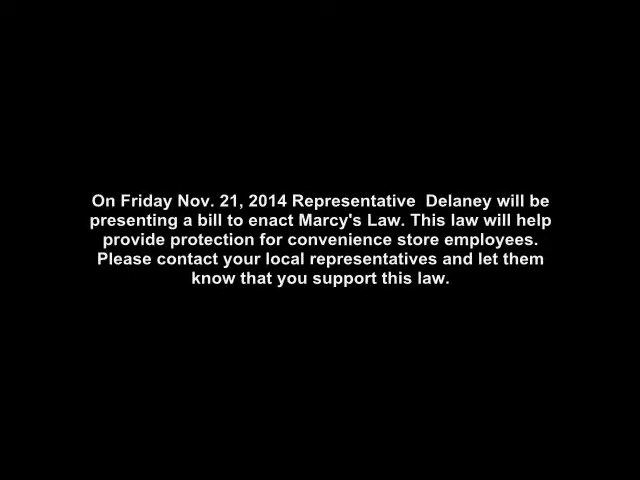 On Friday Nov. 21, 2014 Representative  Delaney will be
presenting a bill to enact Marcy's Law. This law will help
provide protection for convenience store employees.
Please contact your local representatives and let them
know that you support this law.